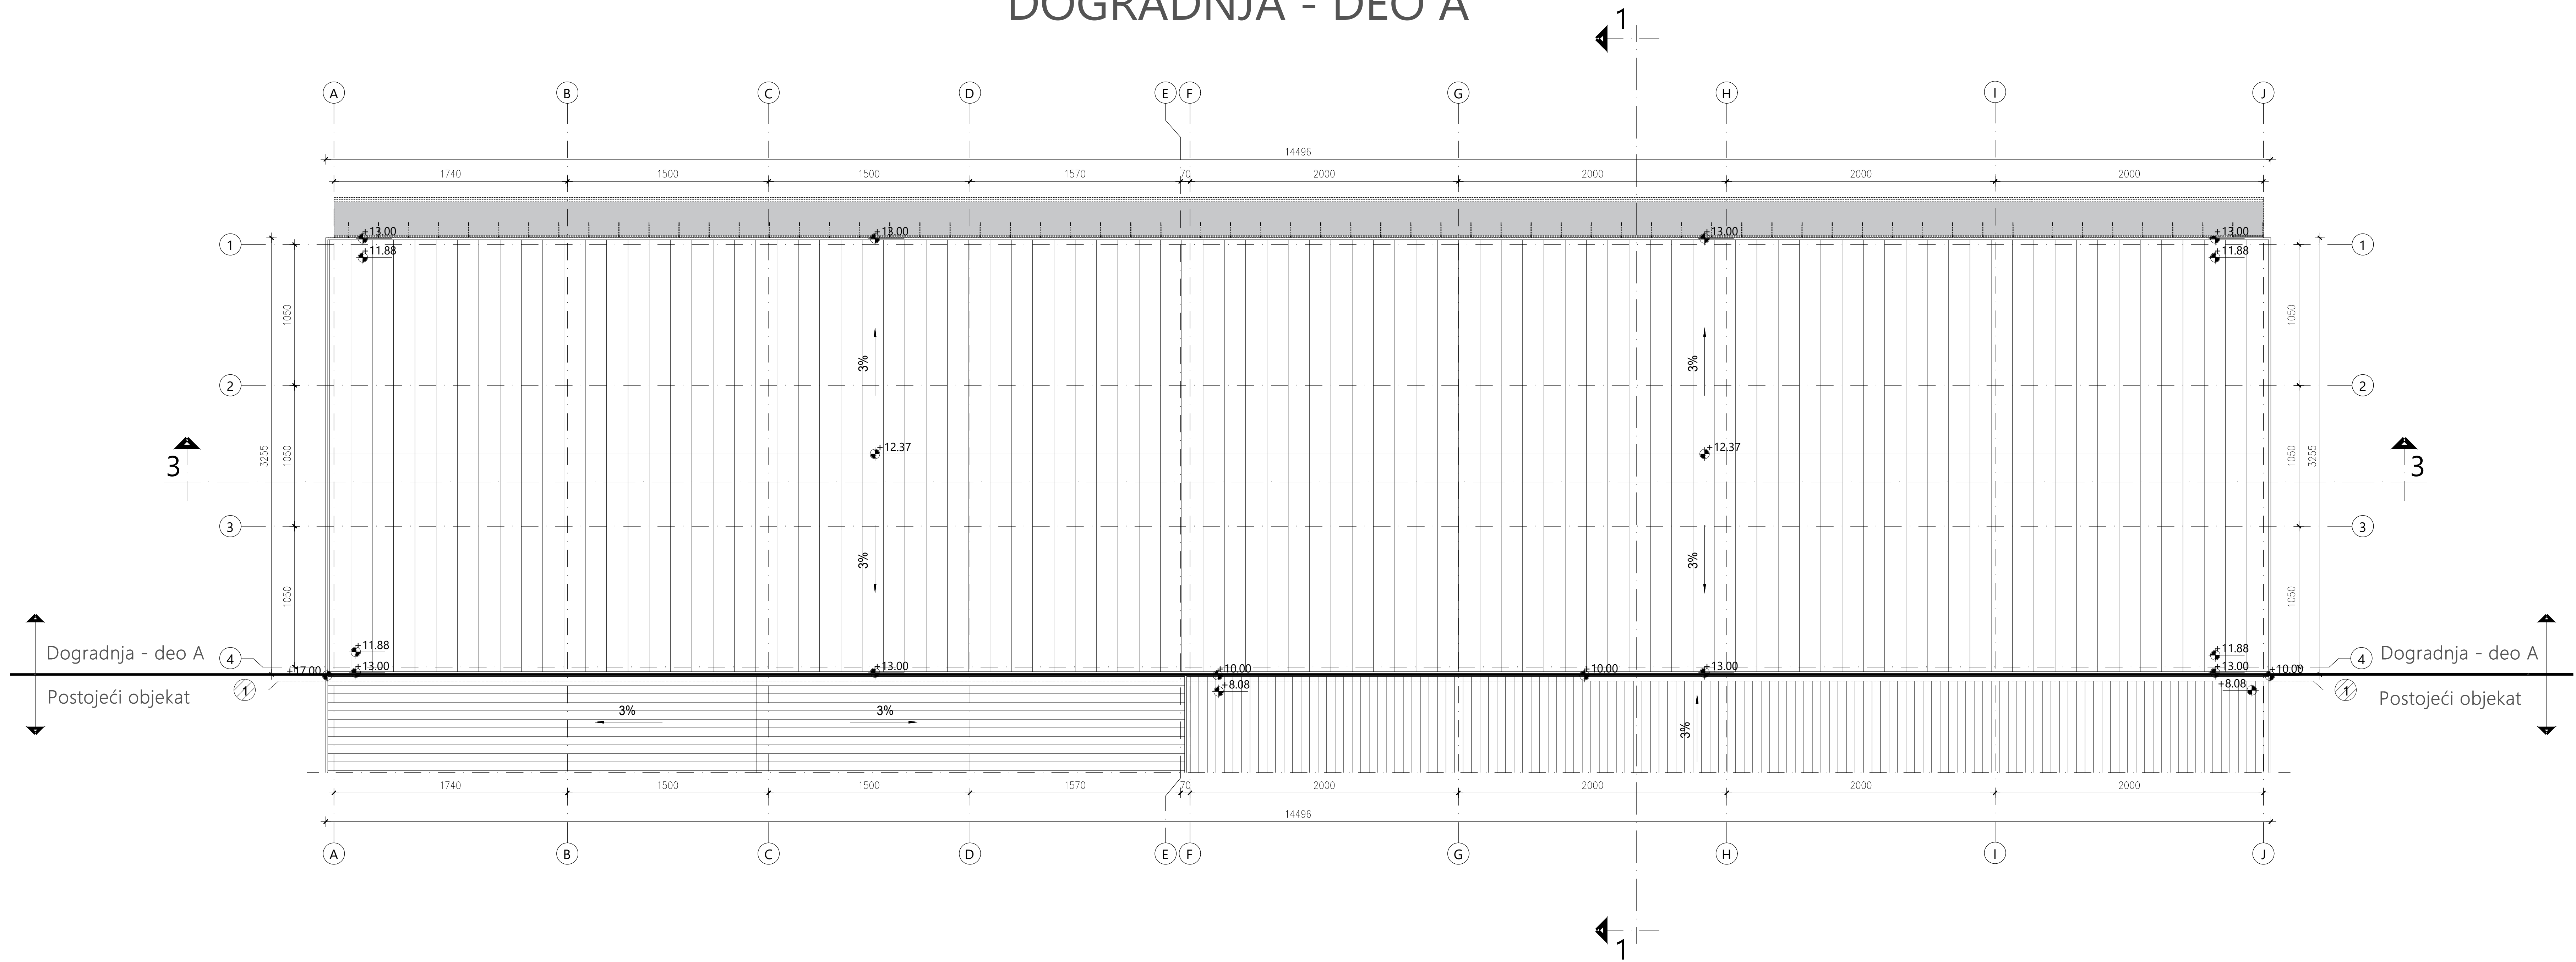 DOGRADNJA - DEO A
1
A B C D E F G H I J
14496
1740 1500 1500 1570 70 2000 2000 2000 2000
+13.00 +13.00 +13.00 +13.00
1 1
+11.88 +11.88
1050 1050
3% 3%
2 2
+12.37 +12.37
3 3255 1050 1050 3255 3
3 3
3% 3%
1050 1050
Dogradnja - deo A 4 +11.88 +11.88 4 Dogradnja - deo A
+17.00 +13.00 +13.00 +10.00 +10.00 +13.00 +13.00 +10.00
Postojeći objekat 1 +8.08 +8.08 1 Postojeći objekat
3% 3% 3%
1740 1500 1500 1570 70 2000 2000 2000 2000
14496
A B C D E F G H I J
1